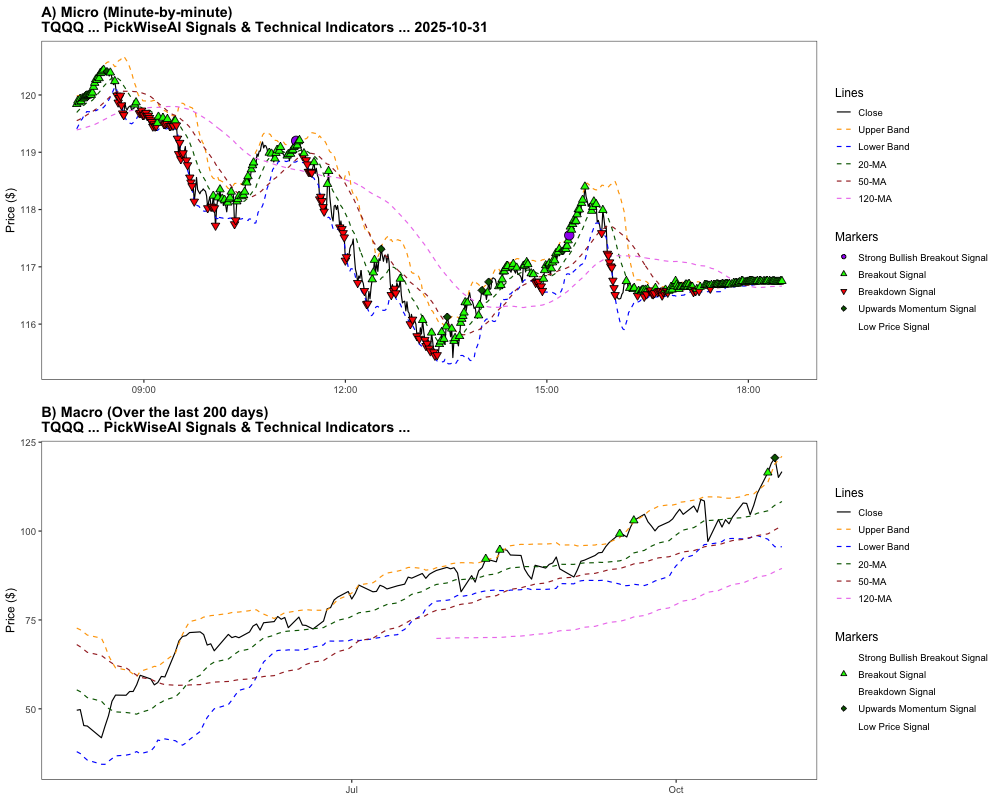 A) Micro (Minute-by-minute)
TQQQ ... PickWiseAI Signals & Technical Indicators ... 2025-10-31
Price ($)
120
119
118
117
116
09:00
12:00
15:00
18:00
Lines
Close
Upper Band
Lower Band
20-MA
50-MA
120-MA
Markers
Strong Bullish Breakout Signal
Breakout Signal
Breakdown Signal
Upwards Momentum Signal
Low Price Signal
B) Macro (Over the last 200 days)
TQQQ ... PickWiseAI Signals & Technical Indicators ...
Price ($)
125
100
75
50
Jul
Oct
Lines
Close
Upper Band
Lower Band
20-MA
50-MA
120-MA
Markers
Strong Bullish Breakout Signal
Breakout Signal
Breakdown Signal
Upwards Momentum Signal
Low Price Signal